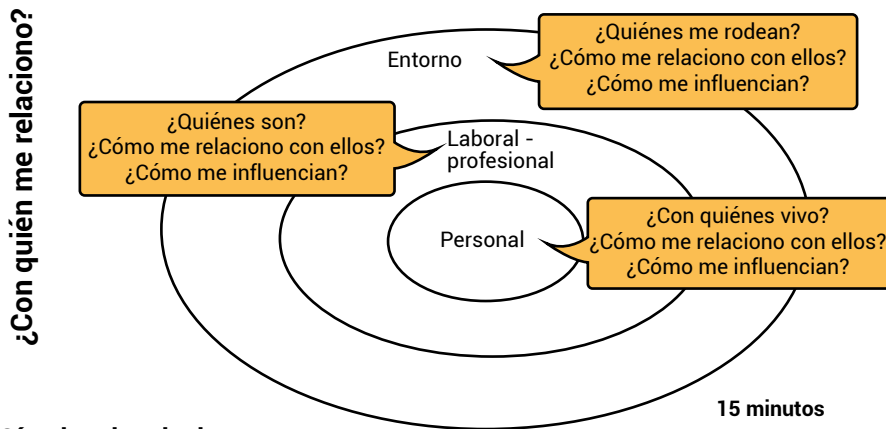 ¿Con quién me relaciono?
Entorno
¿Quiénes me rodean?
¿Cómo me relaciono con ellos?
¿Cómo me influencian?
¿Quiénes son?
¿Cómo me relaciono con ellos?
¿Cómo me influencian?
Laboral -
profesional
Personal
¿Con quiénes vivo?
¿Cómo me relaciono con ellos?
¿Cómo me influencian?
15 minutos